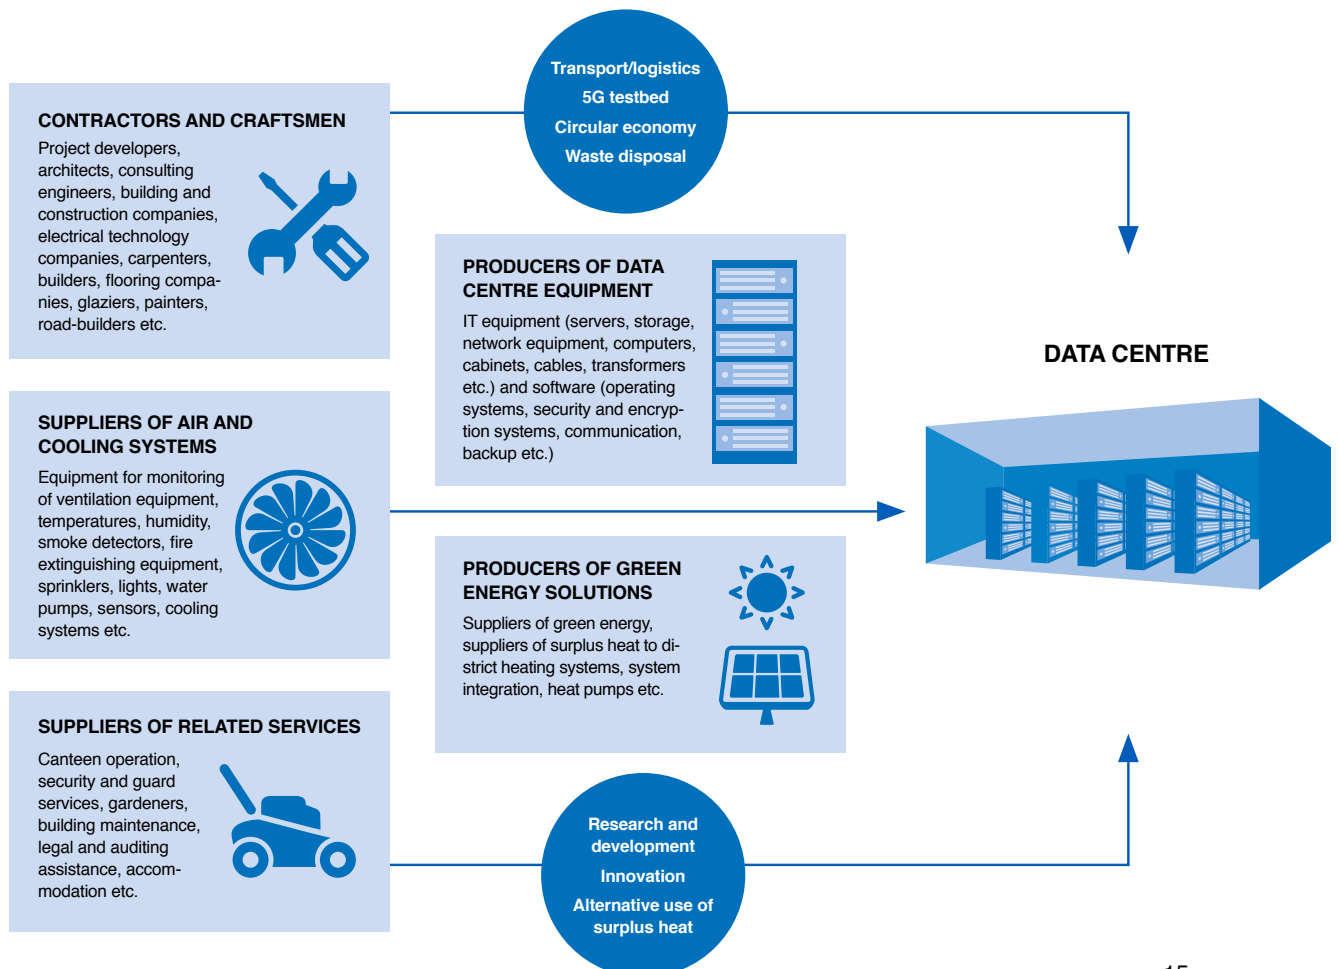 Transport/logistics
5G testbed
Circular economy
Waste disposal
CONTRACTORS AND CRAFTSMEN
Project developers,
architects, consulting
engineers, building and
construction companies,
electrical technology
companies, carpenters,
builders, flooring compa-
nies, glaziers, painters,
road-builders etc.
PRODUCERS OF DATA
CENTRE EQUIPMENT
IT equipment (servers, storage,
network equipment, computers,
cabinets, cables, transformers
etc.) and software (operating
systems, security and encryp-
tion systems, communication,
backup etc.)
DATA CENTRE
SUPPLIERS OF AIR AND
COOLING SYSTEMS
Equipment for monitoring
of ventilation equipment,
temperatures, humidity,
smoke detectors, fire
extinguishing equipment,
sprinklers, lights, water
pumps, sensors, cooling
systems etc.
PRODUCERS OF GREEN
ENERGY SOLUTIONS
Suppliers of green energy,
suppliers of surplus heat to di-
strict heating systems, system
integration, heat pumps etc.
SUPPLIERS OF RELATED SERVICES
Canteen operation,
security and guard
services, gardeners,
building maintenance,
legal and auditing
assistance, accom-
modation etc.
Research and
development
Innovation
Alternative use of
surplus heat